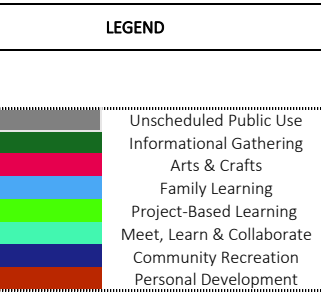 LEGEND
Unscheduled Public Use
Informational Gathering
Arts & Crafts
Family Learning
Project-Based Learning
Meet, Learn & Collaborate
Community Recreation
Personal Development